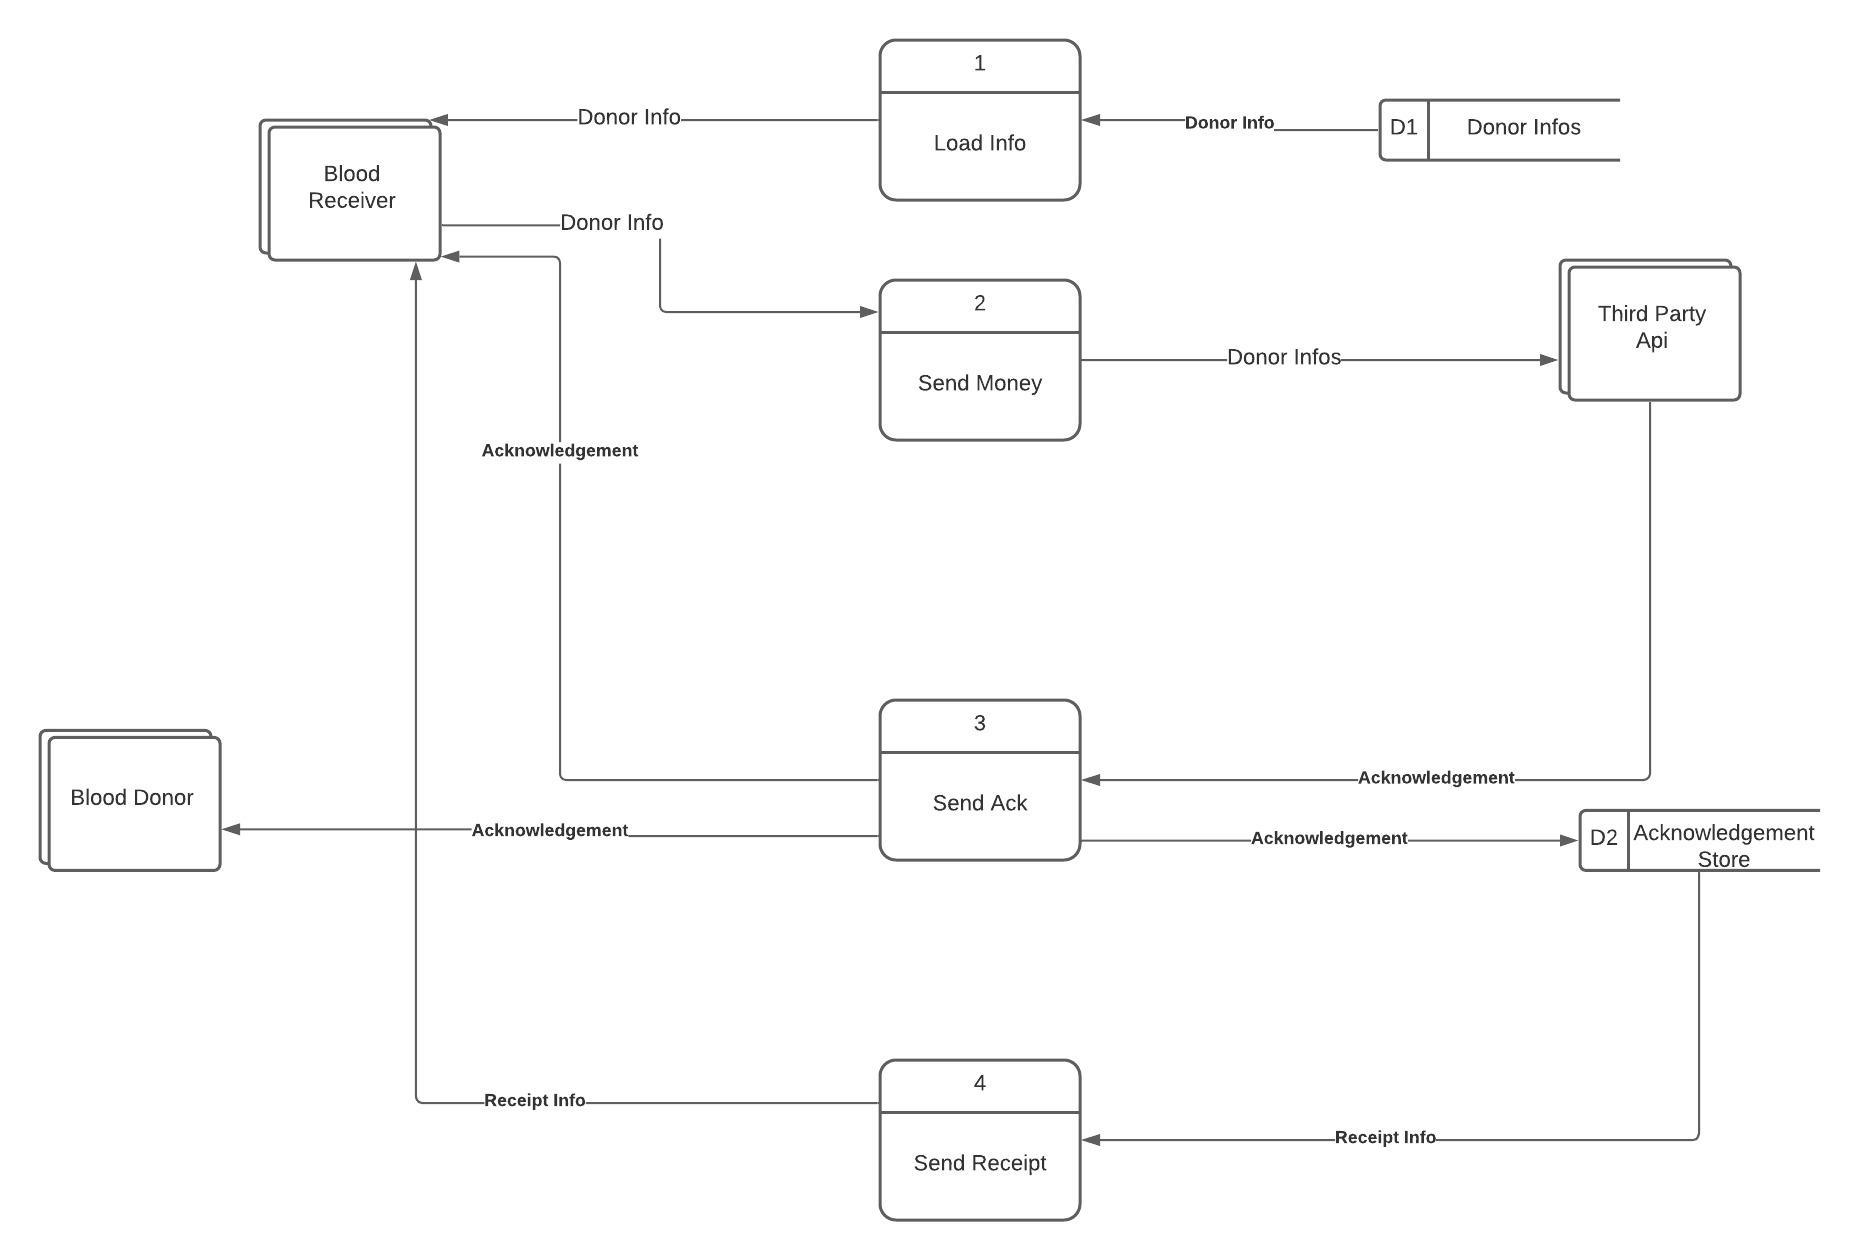 1
Donor Info
Load Info
Donor Info
D1
Donor Infos
Blood
Receiver
Donor Info
2
Send Money
Donor Infos
Third Party
Api
Acknowledgement
3
Send Ack
Acknowledgement
Blood Donor
Acknowledgement
Acknowledgement
D2
Acknowledgement
Store
4
Receipt Info
Send Receipt
Receipt Info